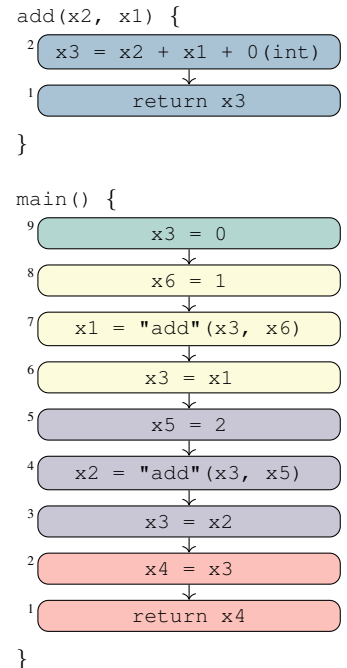 add(x2, x1) {
2 x3 = x2 + x1 + 0(int)
1 return x3
}
main() {
9 x3 = 0
8 x6 = 1
7 x1 = "add"(x3, x6)
6 x3 = x1
5 x5 = 2
4 x2 = "add"(x3, x5)
3 x3 = x2
2 x4 = x3
1 return x4
}